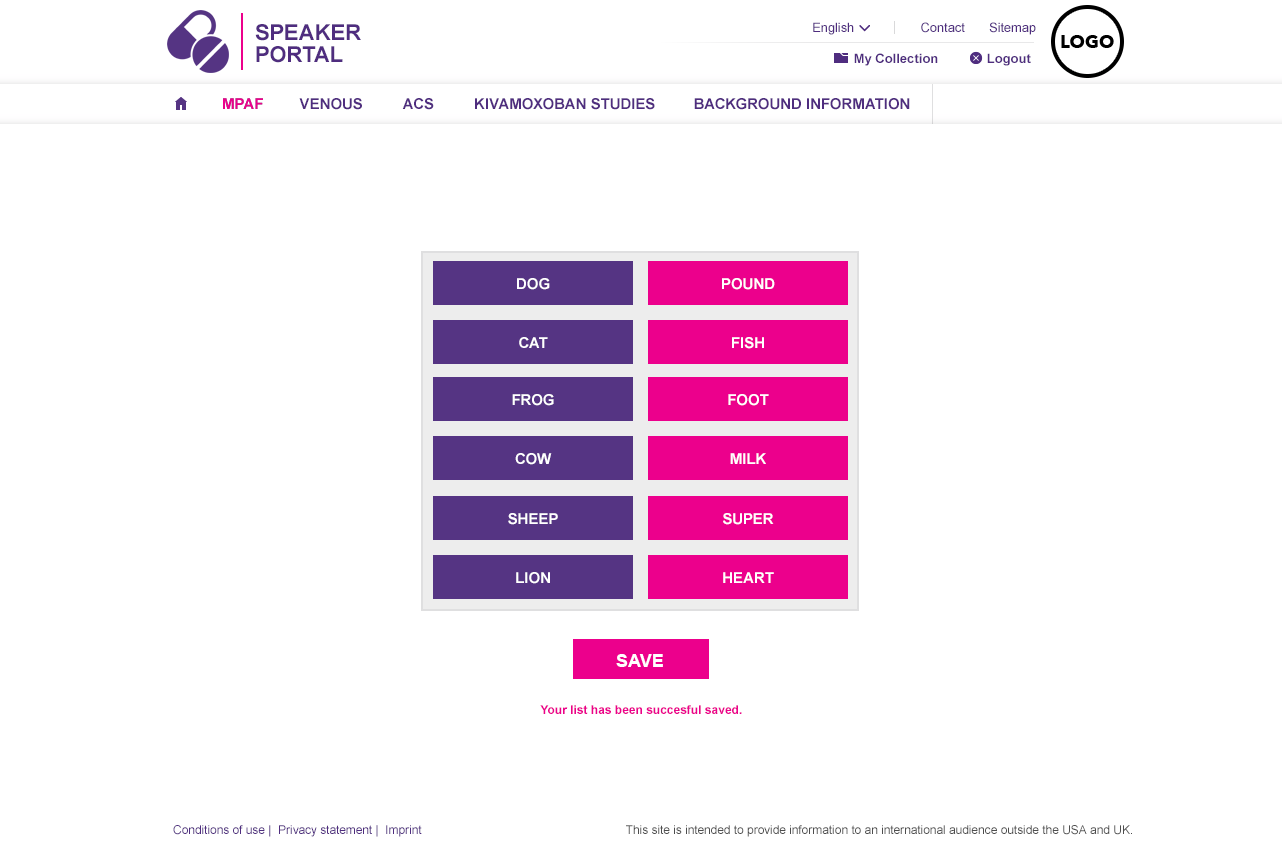 SPEAKER
PORTAL
English
Contact
Sitemap
My Collection
Logout
LOGO
MPAF
VENOUS
ACS
KIVAMOXOBAN STUDIES
BACKGROUND INFORMATION
DOG
POUND
CAT
FISH
FROG
FOOT
COW
MILK
SHEEP
SUPER
LION
HEART
SAVE
Your list has been succesful saved.
Conditions of use | Privacy statement | Imprint
This site is intended to provide information to an international audience outside the USA and UK.